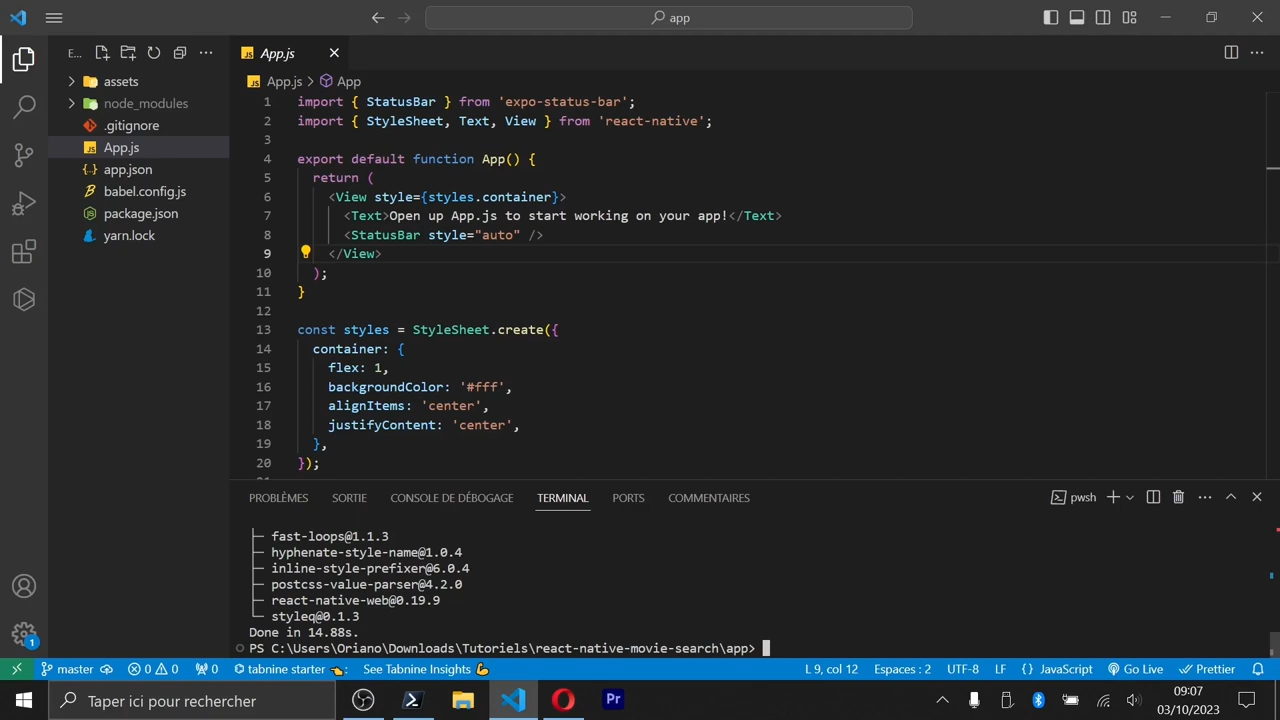 app
E...
App.js
assets
node_modules
.gitignore
App.js
app.json
babel.config.js
package.json
yarn.lock
App.js > App
1 import { StatusBar } from 'expo-status-bar';
2 import { StyleSheet, Text, View } from 'react-native';
3
4 export default function App() {
5 return (
6 <View style={styles.container}>
7 <Text>Open up App.js to start working on your app!</Text>
8 <StatusBar style="auto" />
9 </View>
10 );
11 }
12
13 const styles = StyleSheet.create({
14 container: {
15 flex: 1,
16 backgroundColor: '#fff',
17 alignItems: 'center',
18 justifyContent: 'center',
19 },
20 });
PROBLÈMES SORTIE CONSOLE DE DÉBOGAGE TERMINAL PORTS COMMENTAIRES
pwsh
├─ fast-loops@1.1.3
├─ hyphenate-style-name@1.0.4
├─ inline-style-prefixer@6.0.4
├─ postcss-value-parser@4.2.0
├─ react-native-web@0.19.9
└─ styleq@0.1.3
Done in 14.88s.
PS C:\Users\Oriano\Downloads\Tutoriels\react-native-movie-search\app>
1
master 0 0 0 tabnine starter See Tabnine Insights L 9, col 12 Espaces : 2 UTF-8 LF {} JavaScript Go Live Prettier
Taper ici pour rechercher
Pr
09:07
03/10/2023